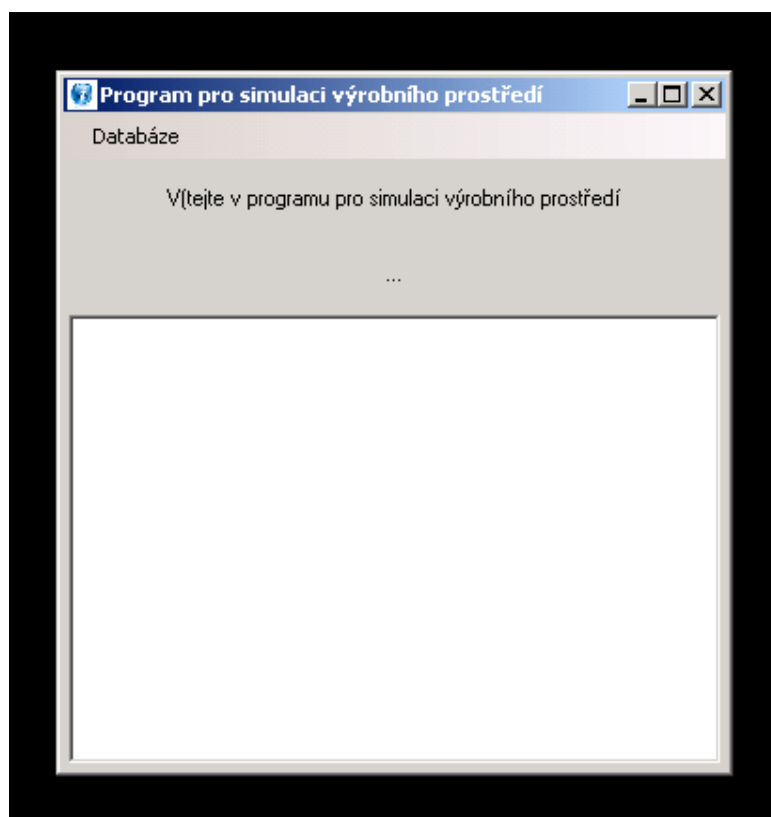 Program pro simulaci výrobního prostředí
Databáze
V(tejte v programu pro simulaci výrobního prostředí
...